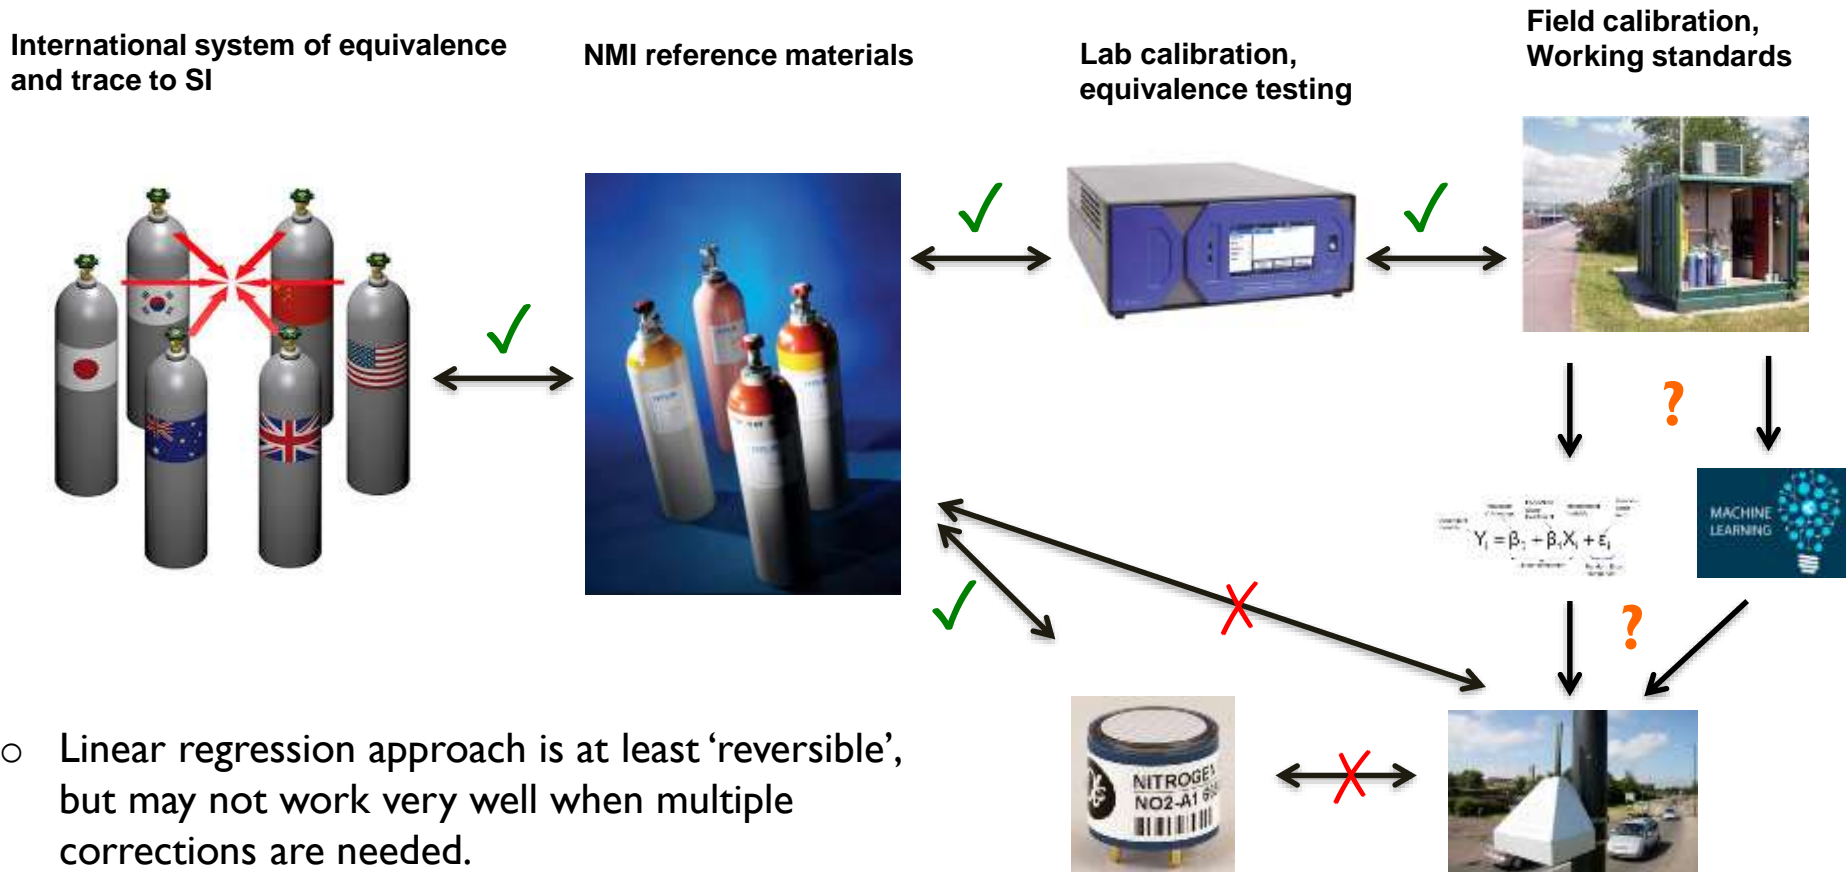 International system of equivalence
and trace to SI
NMI reference materials
Lab calibration,
equivalence testing
Field calibration,
Working standards
?
MACHINE
LEARNING
Yᵢ = β₀ + β₁Xᵢ + εᵢ
?
NITROGEN
NO2-A1
○ Linear regression approach is at least ‘reversible’,
but may not work very well when multiple
corrections are needed.